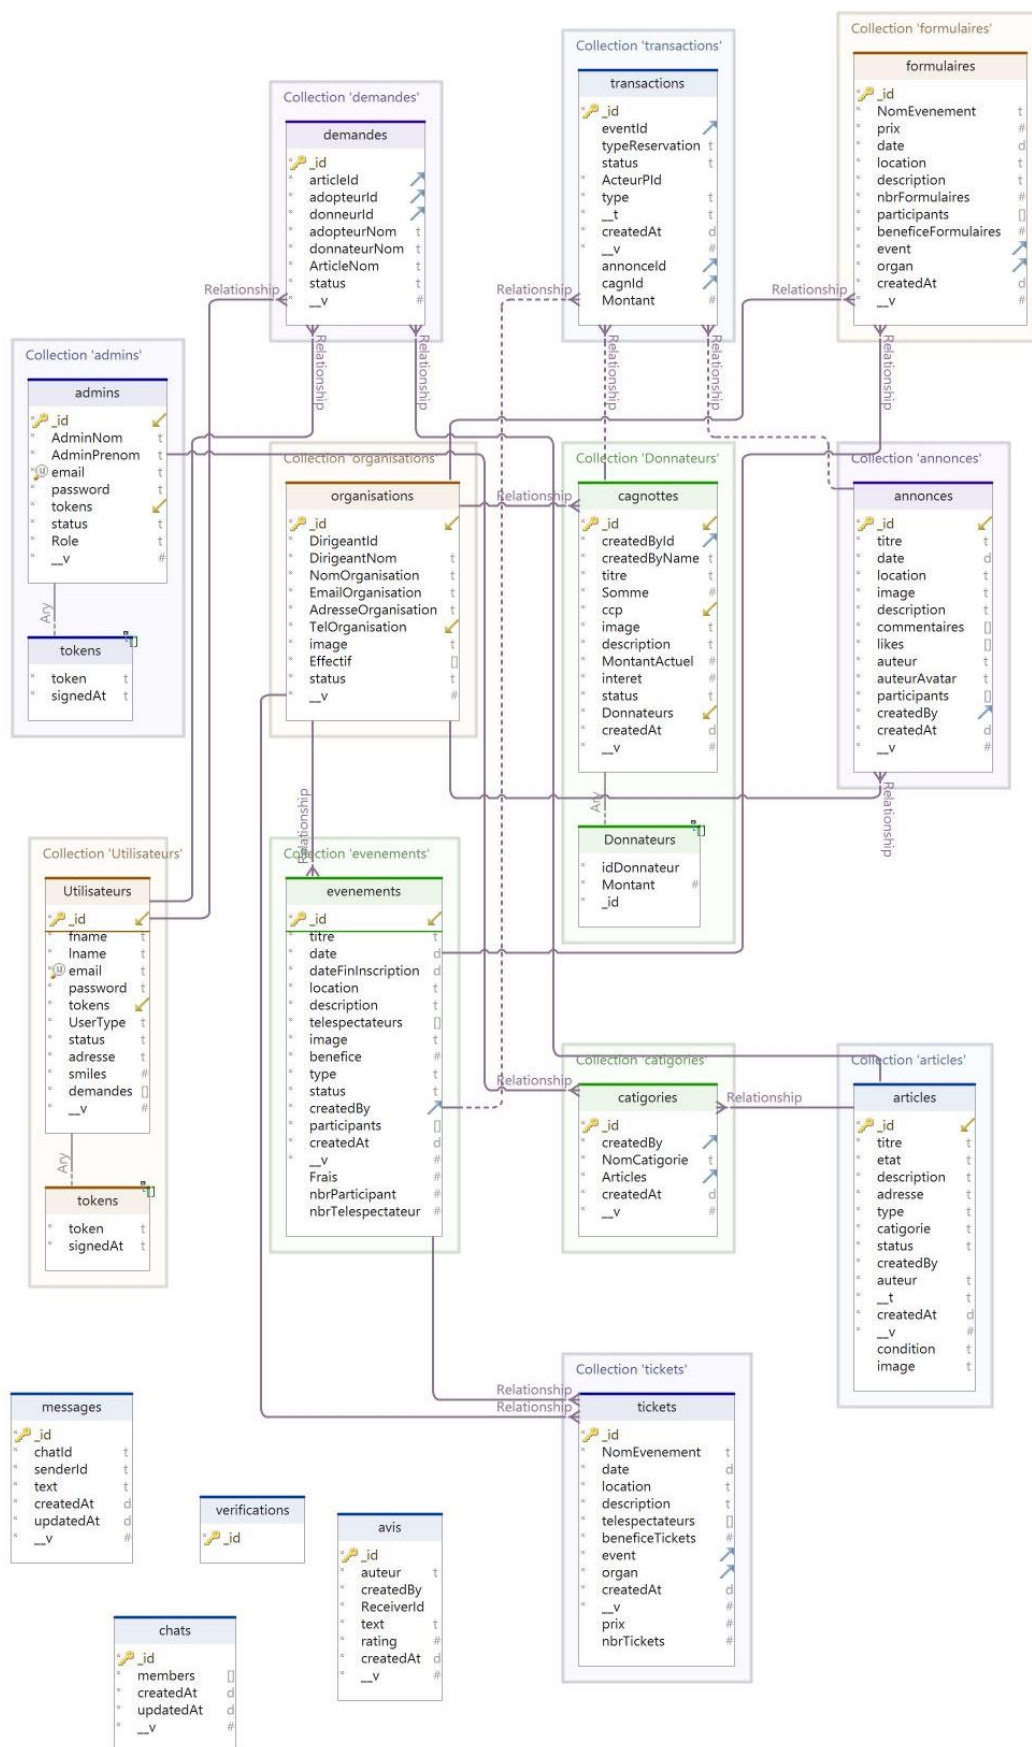 Collection 'demandes'
demandes
_id
articleId
adopteurId
donneurId
adopteurNom t
donnateurNom t
ArticleNom t
status t
__v #
Relationship
Relationship
Relationship
Collection 'transactions'
transactions
_id
eventId
typeReservation t
status t
ActeurPId
type t
__t t
createdAt d
__v #
annonceId
cagnId
Montant #
Relationship
Relationship
Relationship
Collection 'formulaires'
formulaires
_id
NomEvenement t
prix #
date d
location t
description t
nbrFormulaires #
participants []
beneficeFormulaires #
event
organ
createdAt d
__v #
Relationship
Relationship
Collection 'admins'
admins
_id
AdminNom t
AdminPrenom t
email t
password t
tokens
status t
Role t
__v #
Ary
tokens
token t
signedAt t
Collection 'organisations'
organisations
_id
DirigeantId
DirigeantNom t
NomOrganisation t
EmailOrganisation t
AdresseOrganisation t
TelOrganisation
image t
Effectif []
status t
__v #
Relationship
Collection 'Donnateurs'
cagnottes
_id
createdById
createdByName t
titre t
Somme #
ccp
image t
description t
MontantActuel #
interet #
status t
Donnateurs
createdAt d
__v #
Ary
Donnateurs
idDonnateur
Montant #
_id
Collection 'annonces'
annonces
_id
titre t
date d
location t
image t
description t
commentaires []
likes []
auteur t
auteurAvatar t
participants []
createdBy
createdAt d
__v #
Relationship
Collection 'Utilisateurs'
Utilisateurs
_id
fname t
lname t
email t
password t
tokens
UserType t
status t
adresse t
smiles #
demandes []
__v #
Ary
tokens
token t
signedAt t
Relationship
Collection 'evenements'
evenements
_id
titre t
date d
dateFinInscription d
location t
description t
telespectateurs []
image t
benefice #
type t
status t
createdBy
participants []
createdAt d
__v #
Frais #
nbrParticipant #
nbrTelespectateur #
Collection 'catigories'
Relationship
Relationship
catigories
_id
createdBy
NomCatigorie t
Articles
createdAt d
__v #
Collection 'articles'
articles
_id
titre t
etat t
description t
adresse t
type t
catigorie t
status t
createdBy
auteur t
__t t
createdAt d
__v #
condition t
image t
Collection 'tickets'
Relationship
Relationship
tickets
_id
NomEvenement t
date d
location t
description t
telespectateurs []
beneficeTickets #
event
organ
createdAt d
__v #
prix #
nbrTickets #
messages
_id
chatId t
senderId t
text t
createdAt d
updatedAt d
__v #
verifications
_id
avis
_id
auteur t
createdBy
ReceiverId
text t
rating #
createdAt d
__v #
chats
_id
members []
createdAt d
updatedAt d
__v #